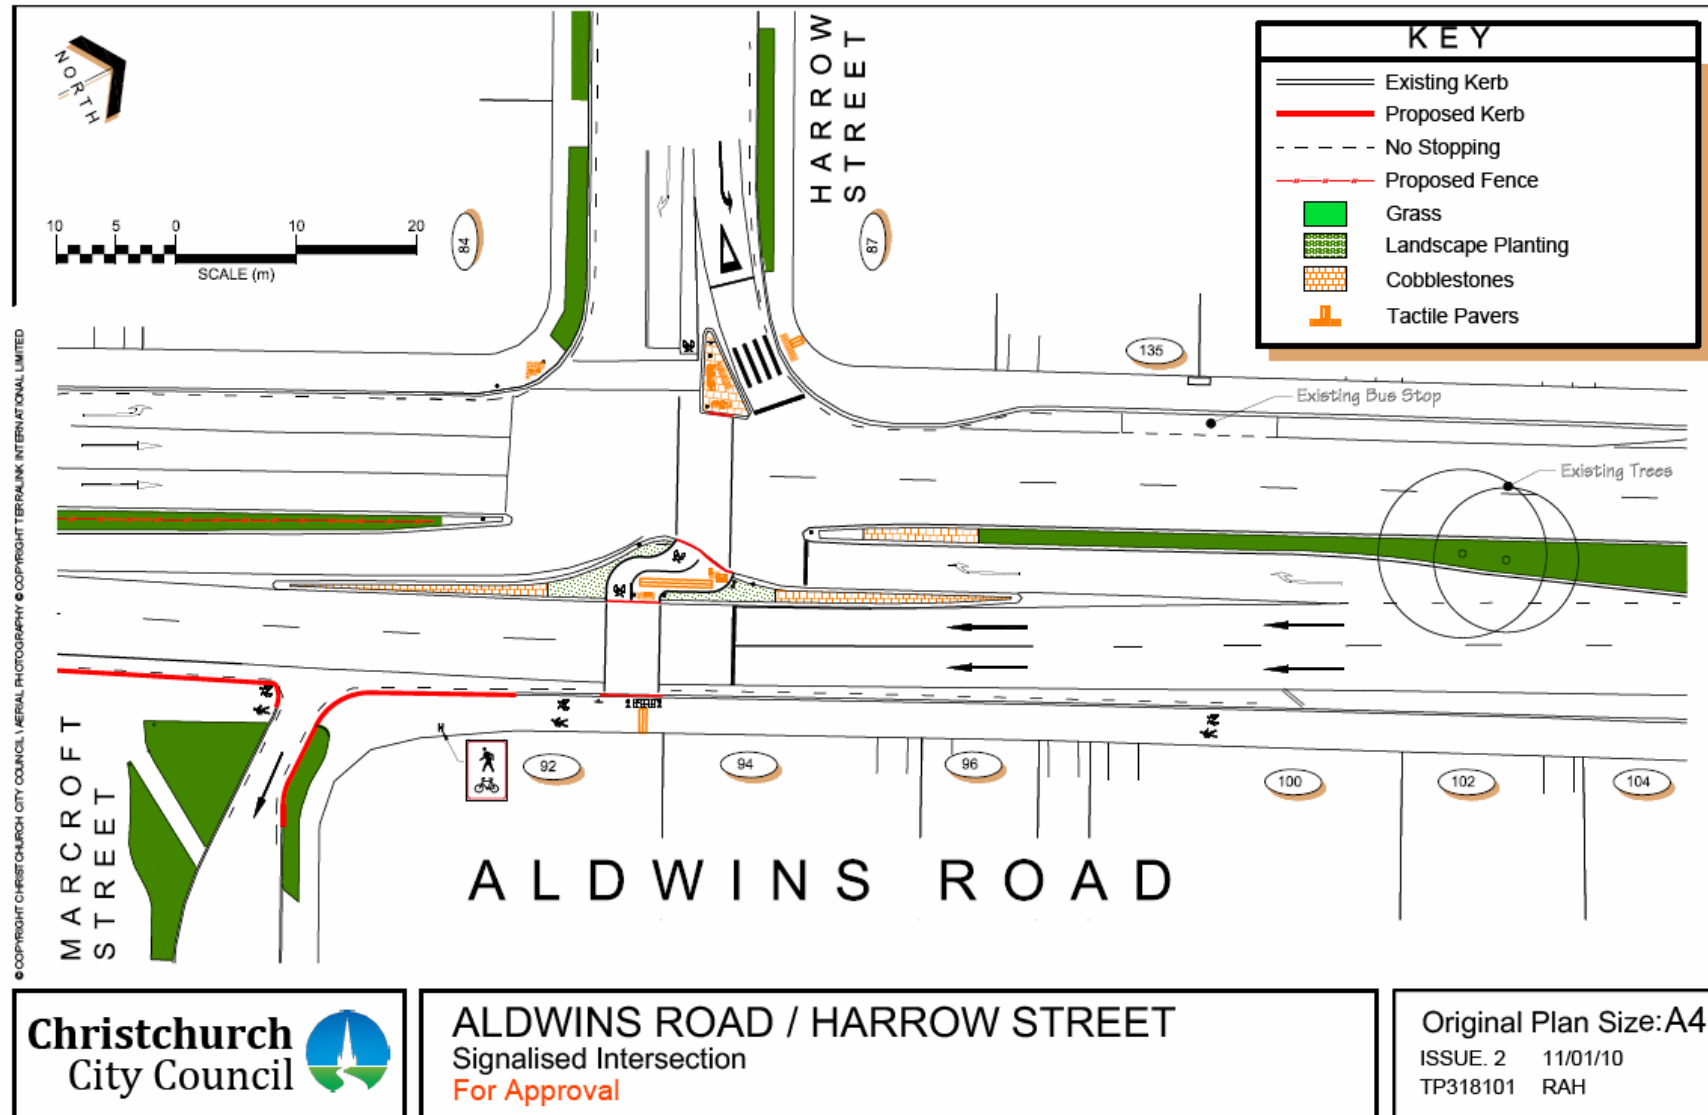 NORTH
10 5 0 10 20
SCALE (m)
84
HARROW
STREET
87
KEY
Existing Kerb
Proposed Kerb
No Stopping
Proposed Fence
Grass
Landscape Planting
Cobblestones
Tactile Pavers
135
Existing Bus Stop
Existing Trees
© COPYRIGHT CHRISTCHURCH CITY COUNCIL \ AERIAL PHOTOGRAPHY © COPYRIGHT TERRALINK INTERNATIONAL LIMITED
MARCROFT
STREET
92
94
96
100
102
104
ALDWINS ROAD
Christchurch
City Council
ALDWINS ROAD / HARROW STREET
Signalised Intersection
For Approval
Original Plan Size:A4
ISSUE. 2 11/01/10
TP318101 RAH